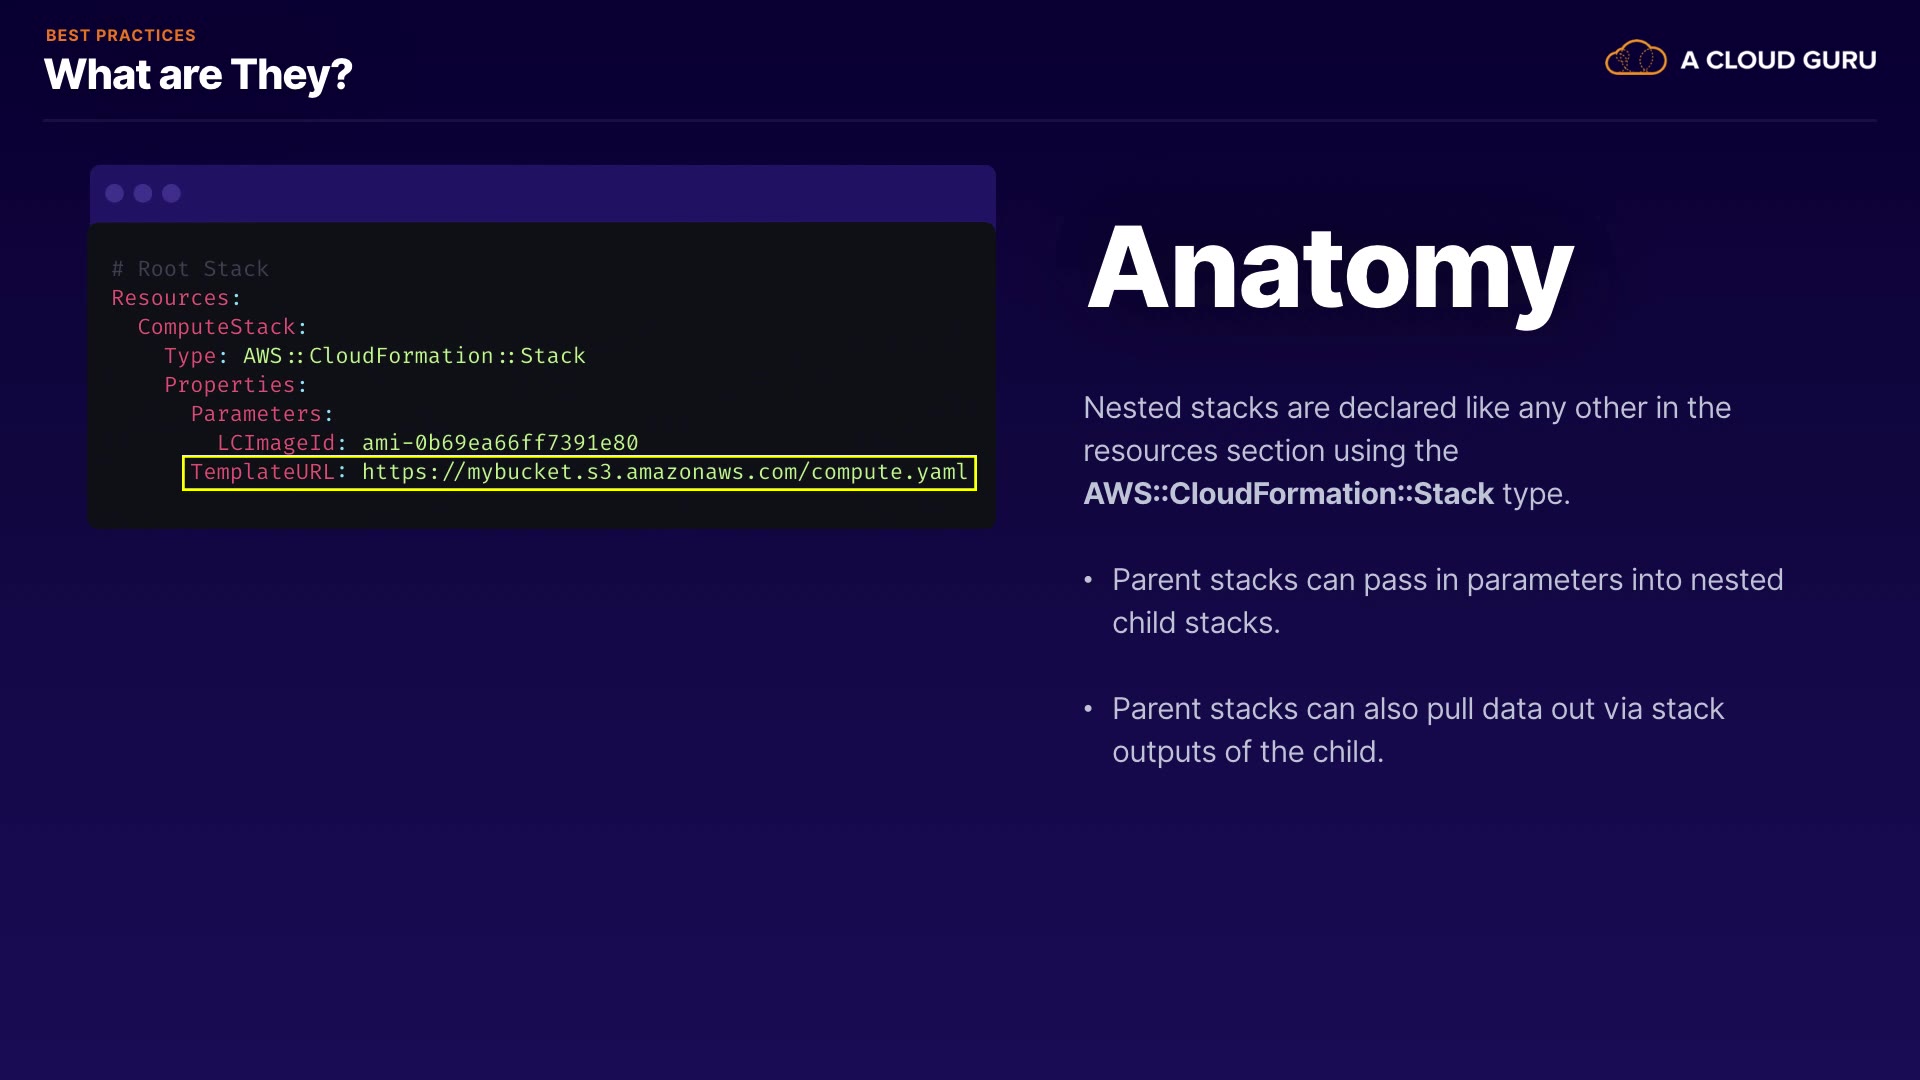 BEST PRACTICES
What are They?
A CLOUD GURU
# Root Stack
Resources:
  ComputeStack:
    Type: AWS::CloudFormation::Stack
    Properties:
      Parameters:
        LCImageId: ami-0b69ea66ff7391e80
      TemplateURL: https://mybucket.s3.amazonaws.com/compute.yaml
Anatomy
Nested stacks are declared like any other in the
resources section using the
AWS::CloudFormation::Stack type.
• Parent stacks can pass in parameters into nested
child stacks.
• Parent stacks can also pull data out via stack
outputs of the child.